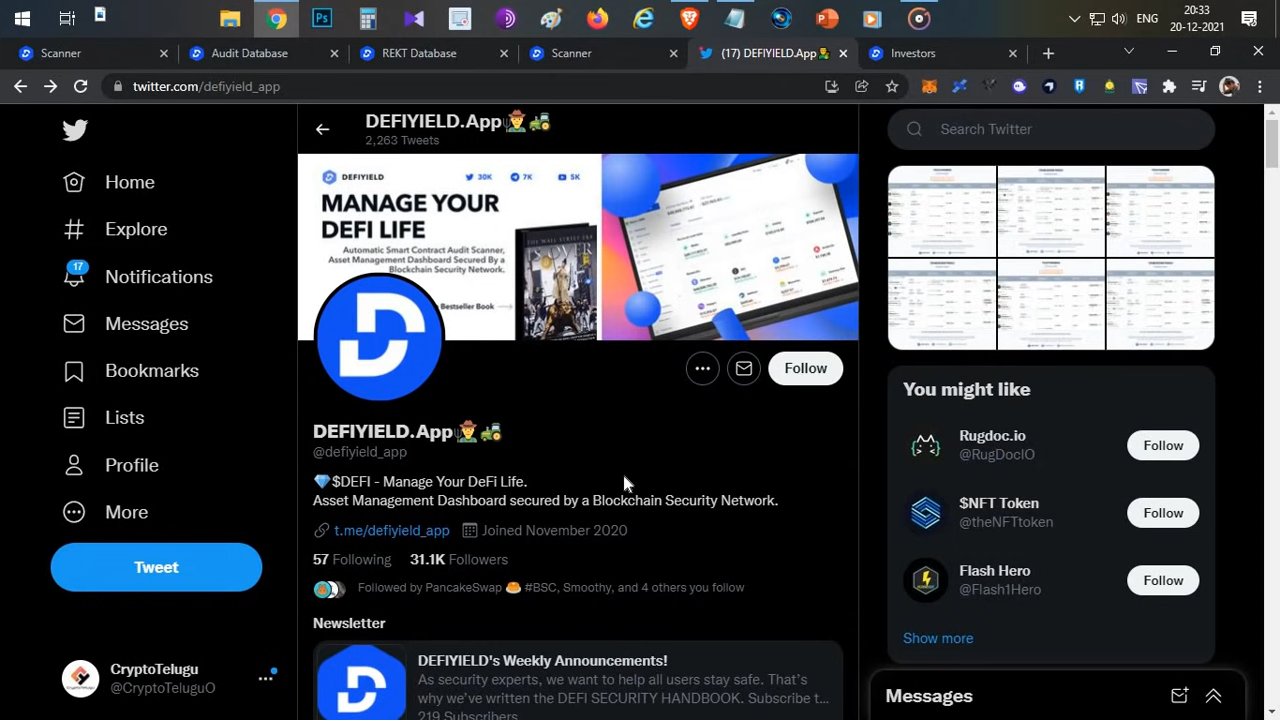 20:33
ENG
20-12-2021
Scanner
Audit Database
REKT Database
Scanner
(17) DEFIYIELD.App
Investors
twitter.com/defiyield_app
DEFIYIELD.App
2,263 Tweets
Search Twitter
DEFIYIELD
30K
7K
5K
MANAGE YOUR
DEFI LIFE
Automatic Smart Contract Audit Scanner,
Asset Management Dashboard Secured By a
Blockchain Security Network.
Bestseller Book
Home
Explore
17
Notifications
Messages
Bookmarks
Lists
Profile
More
Tweet
Follow
DEFIYIELD.App
@defiyield_app
💎$DEFI - Manage Your DeFi Life.
Asset Management Dashboard secured by a Blockchain Security Network.
t.me/defiyield_app Joined November 2020
57 Following 31.1K Followers
Followed by PancakeSwap 🥞 #BSC, Smoothy, and 4 others you follow
Newsletter
DEFIYIELD's Weekly Announcements!
As security experts, we want to help all users stay safe. That's
why we've written the DEFI SECURITY HANDBOOK. Subscribe t...
219 Subscribers
You might like
Rugdoc.io
@RugDocIO
Follow
$NFT Token
@theNFTtoken
Follow
Flash Hero
@Flash1Hero
Follow
Show more
Messages
CryptoTelugu
@CryptoTeluguO